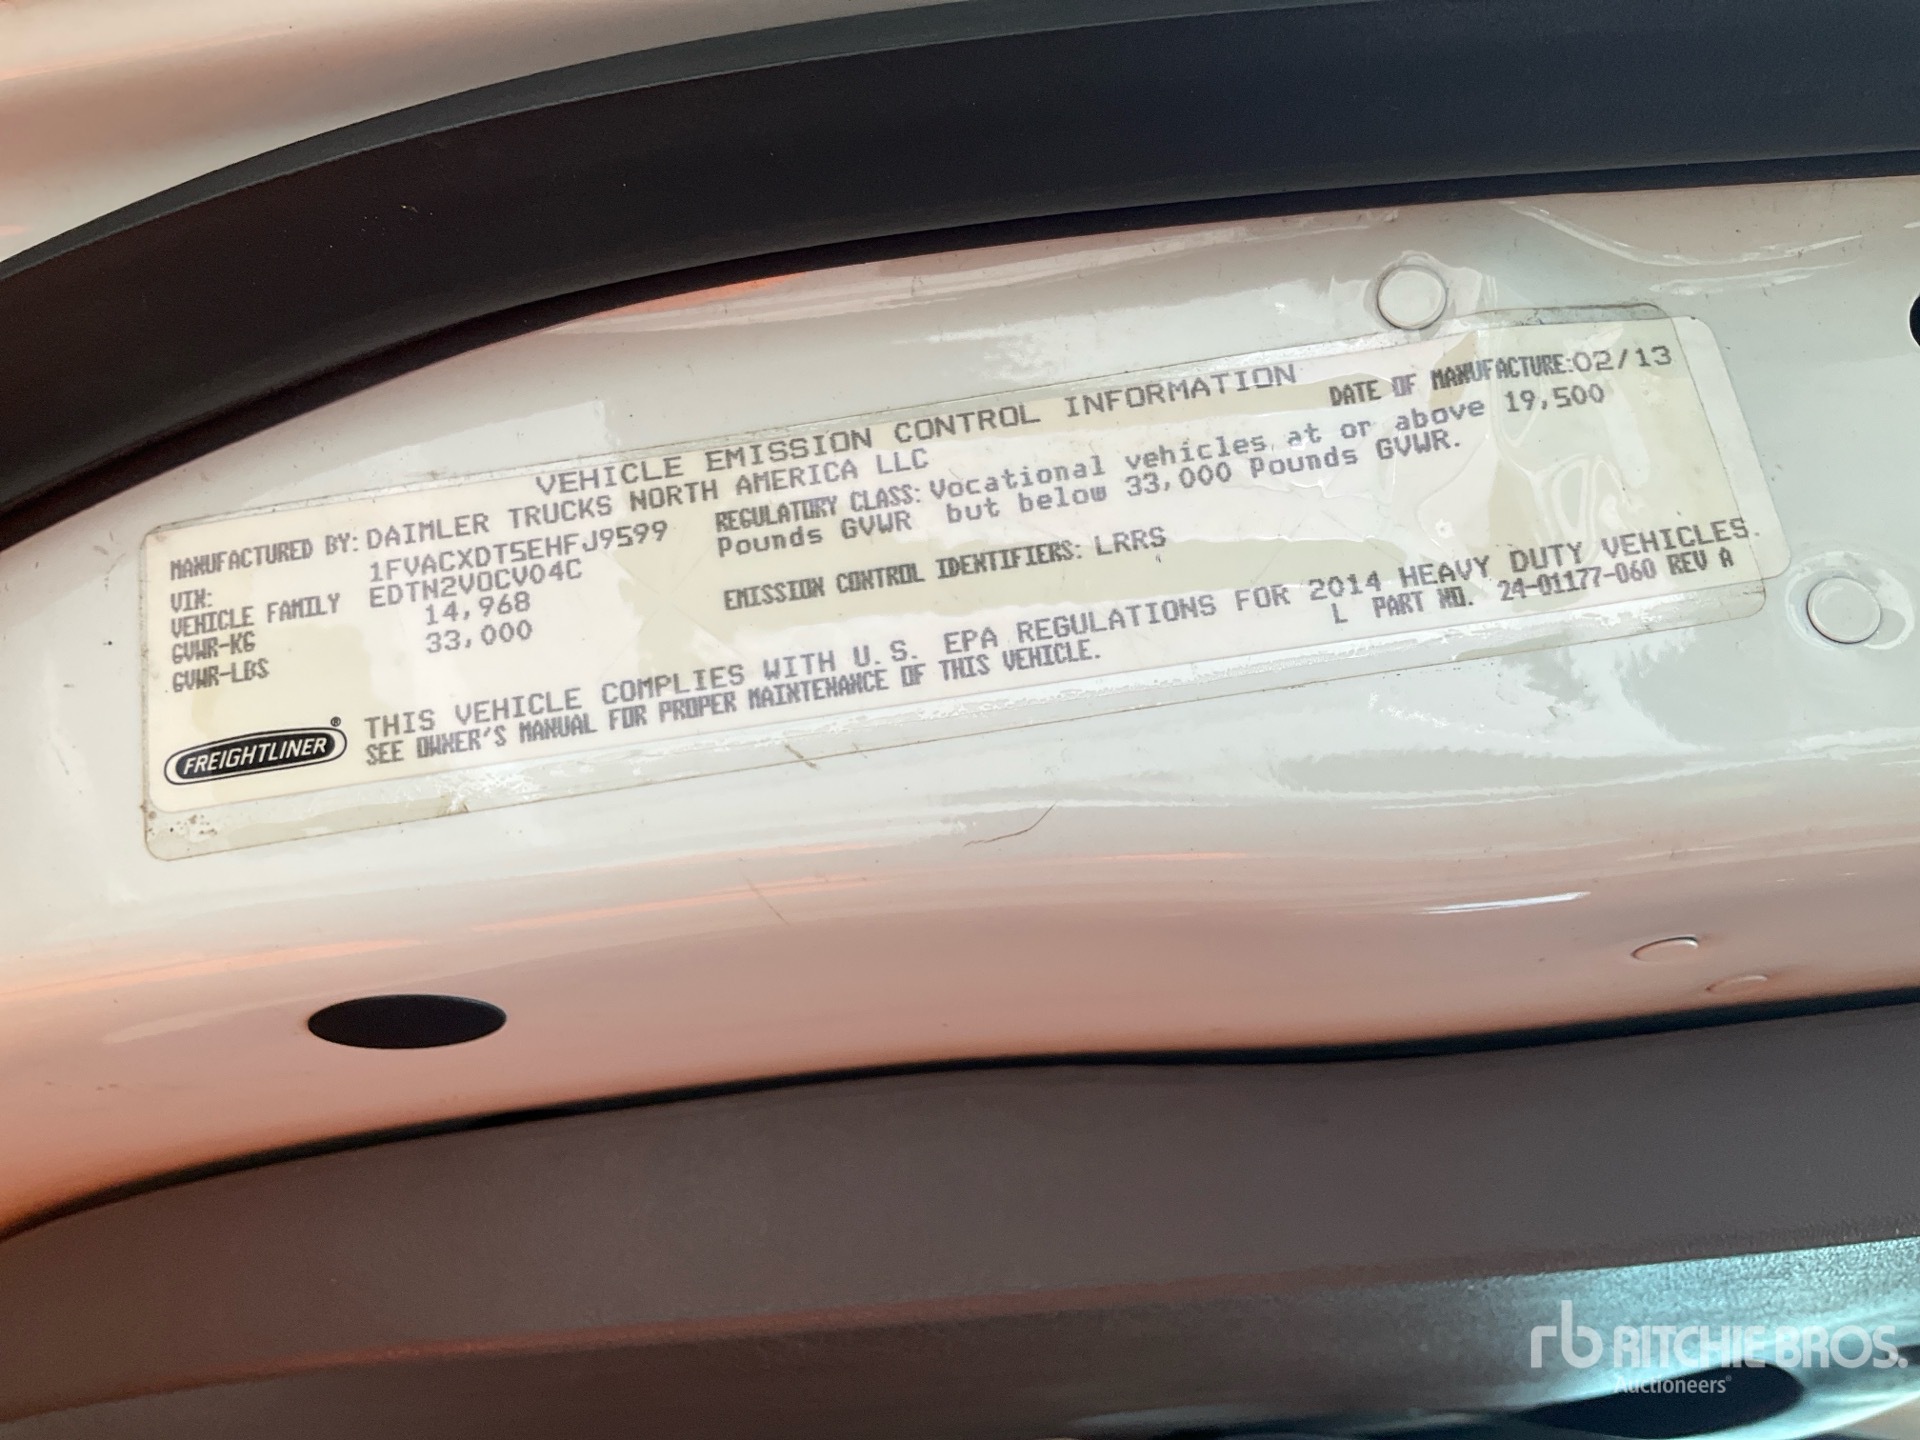 VEHICLE EMISSION CONTROL INFORMATION
DATE OF MANUFACTURE:02/13
MANUFACTURED BY: DAIMLER TRUCKS NORTH AMERICA LLC
VIN: 1FVACXDT5EHFJ9599
VEHICLE FAMILY EDTN2VOCV04C
GVWR-KG 14,968
GVWR-LBS 33,000
REGULATORY CLASS: Vocational vehicles at or above 19,500
Pounds GVWR but below 33,000 Pounds GVWR.
EMISSION CONTROL IDENTIFIERS: LRRS
THIS VEHICLE COMPLIES WITH U.S. EPA REGULATIONS FOR 2014 HEAVY DUTY VEHICLES.
SEE OWNER'S MANUAL FOR PROPER MAINTENANCE OF THIS VEHICLE.
L PART NO. 24-01177-060 REV A
FREIGHTLINER®
rb RITCHIE BROS.
Auctioneers®